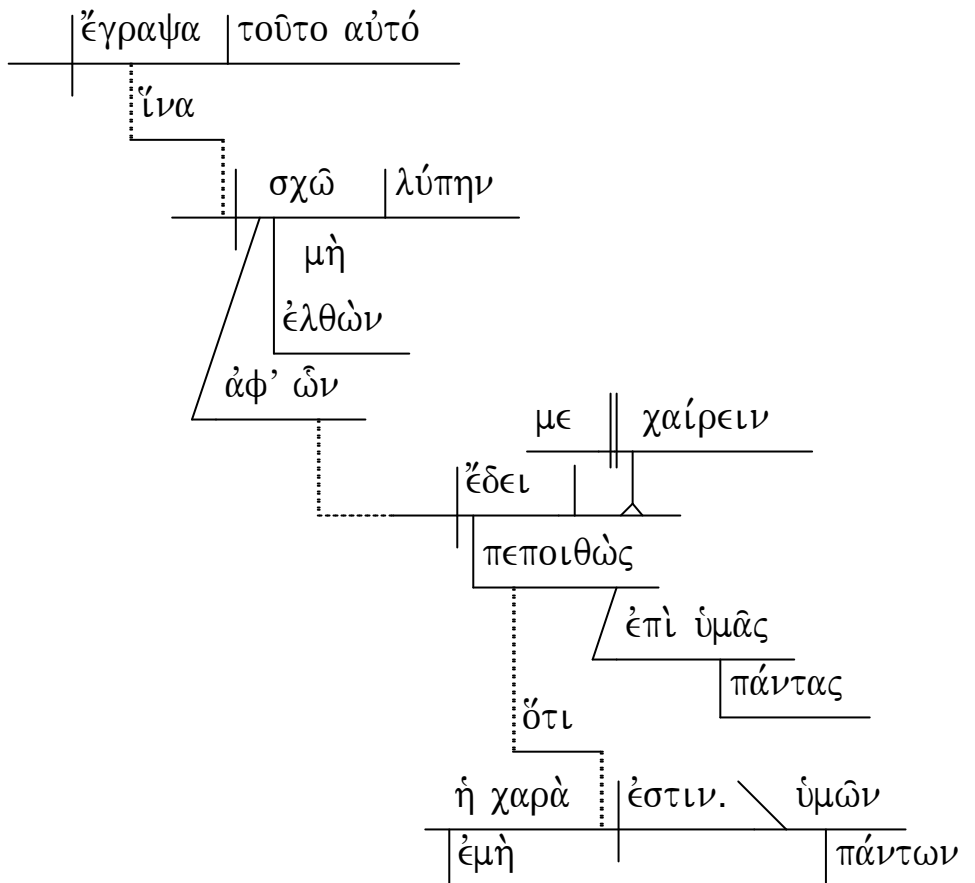 ἔγραψα τοῦτο αὐτό
ἵνα
σχῶ λύπην
μὴ
ἐλθὼν
ἀφ’ ὧν
με χαίρειν
ἔδει
πεποιθὼς
ἐπὶ ὑμᾶς
πάντας
ὅτι
ἡ χαρὰ ἐστιν. ὑμῶν
ἐμὴ πάντων